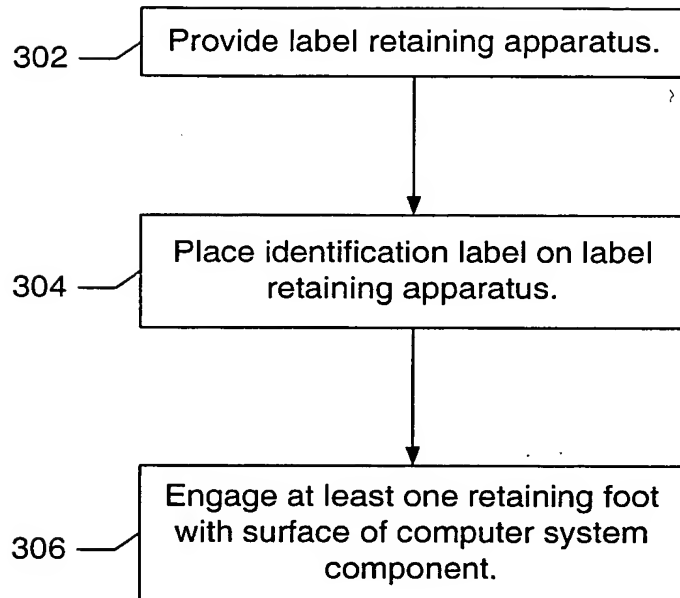 302
Provide label retaining apparatus.
304
Place identification label on label
retaining apparatus.
306
Engage at least one retaining foot
with surface of computer system
component.